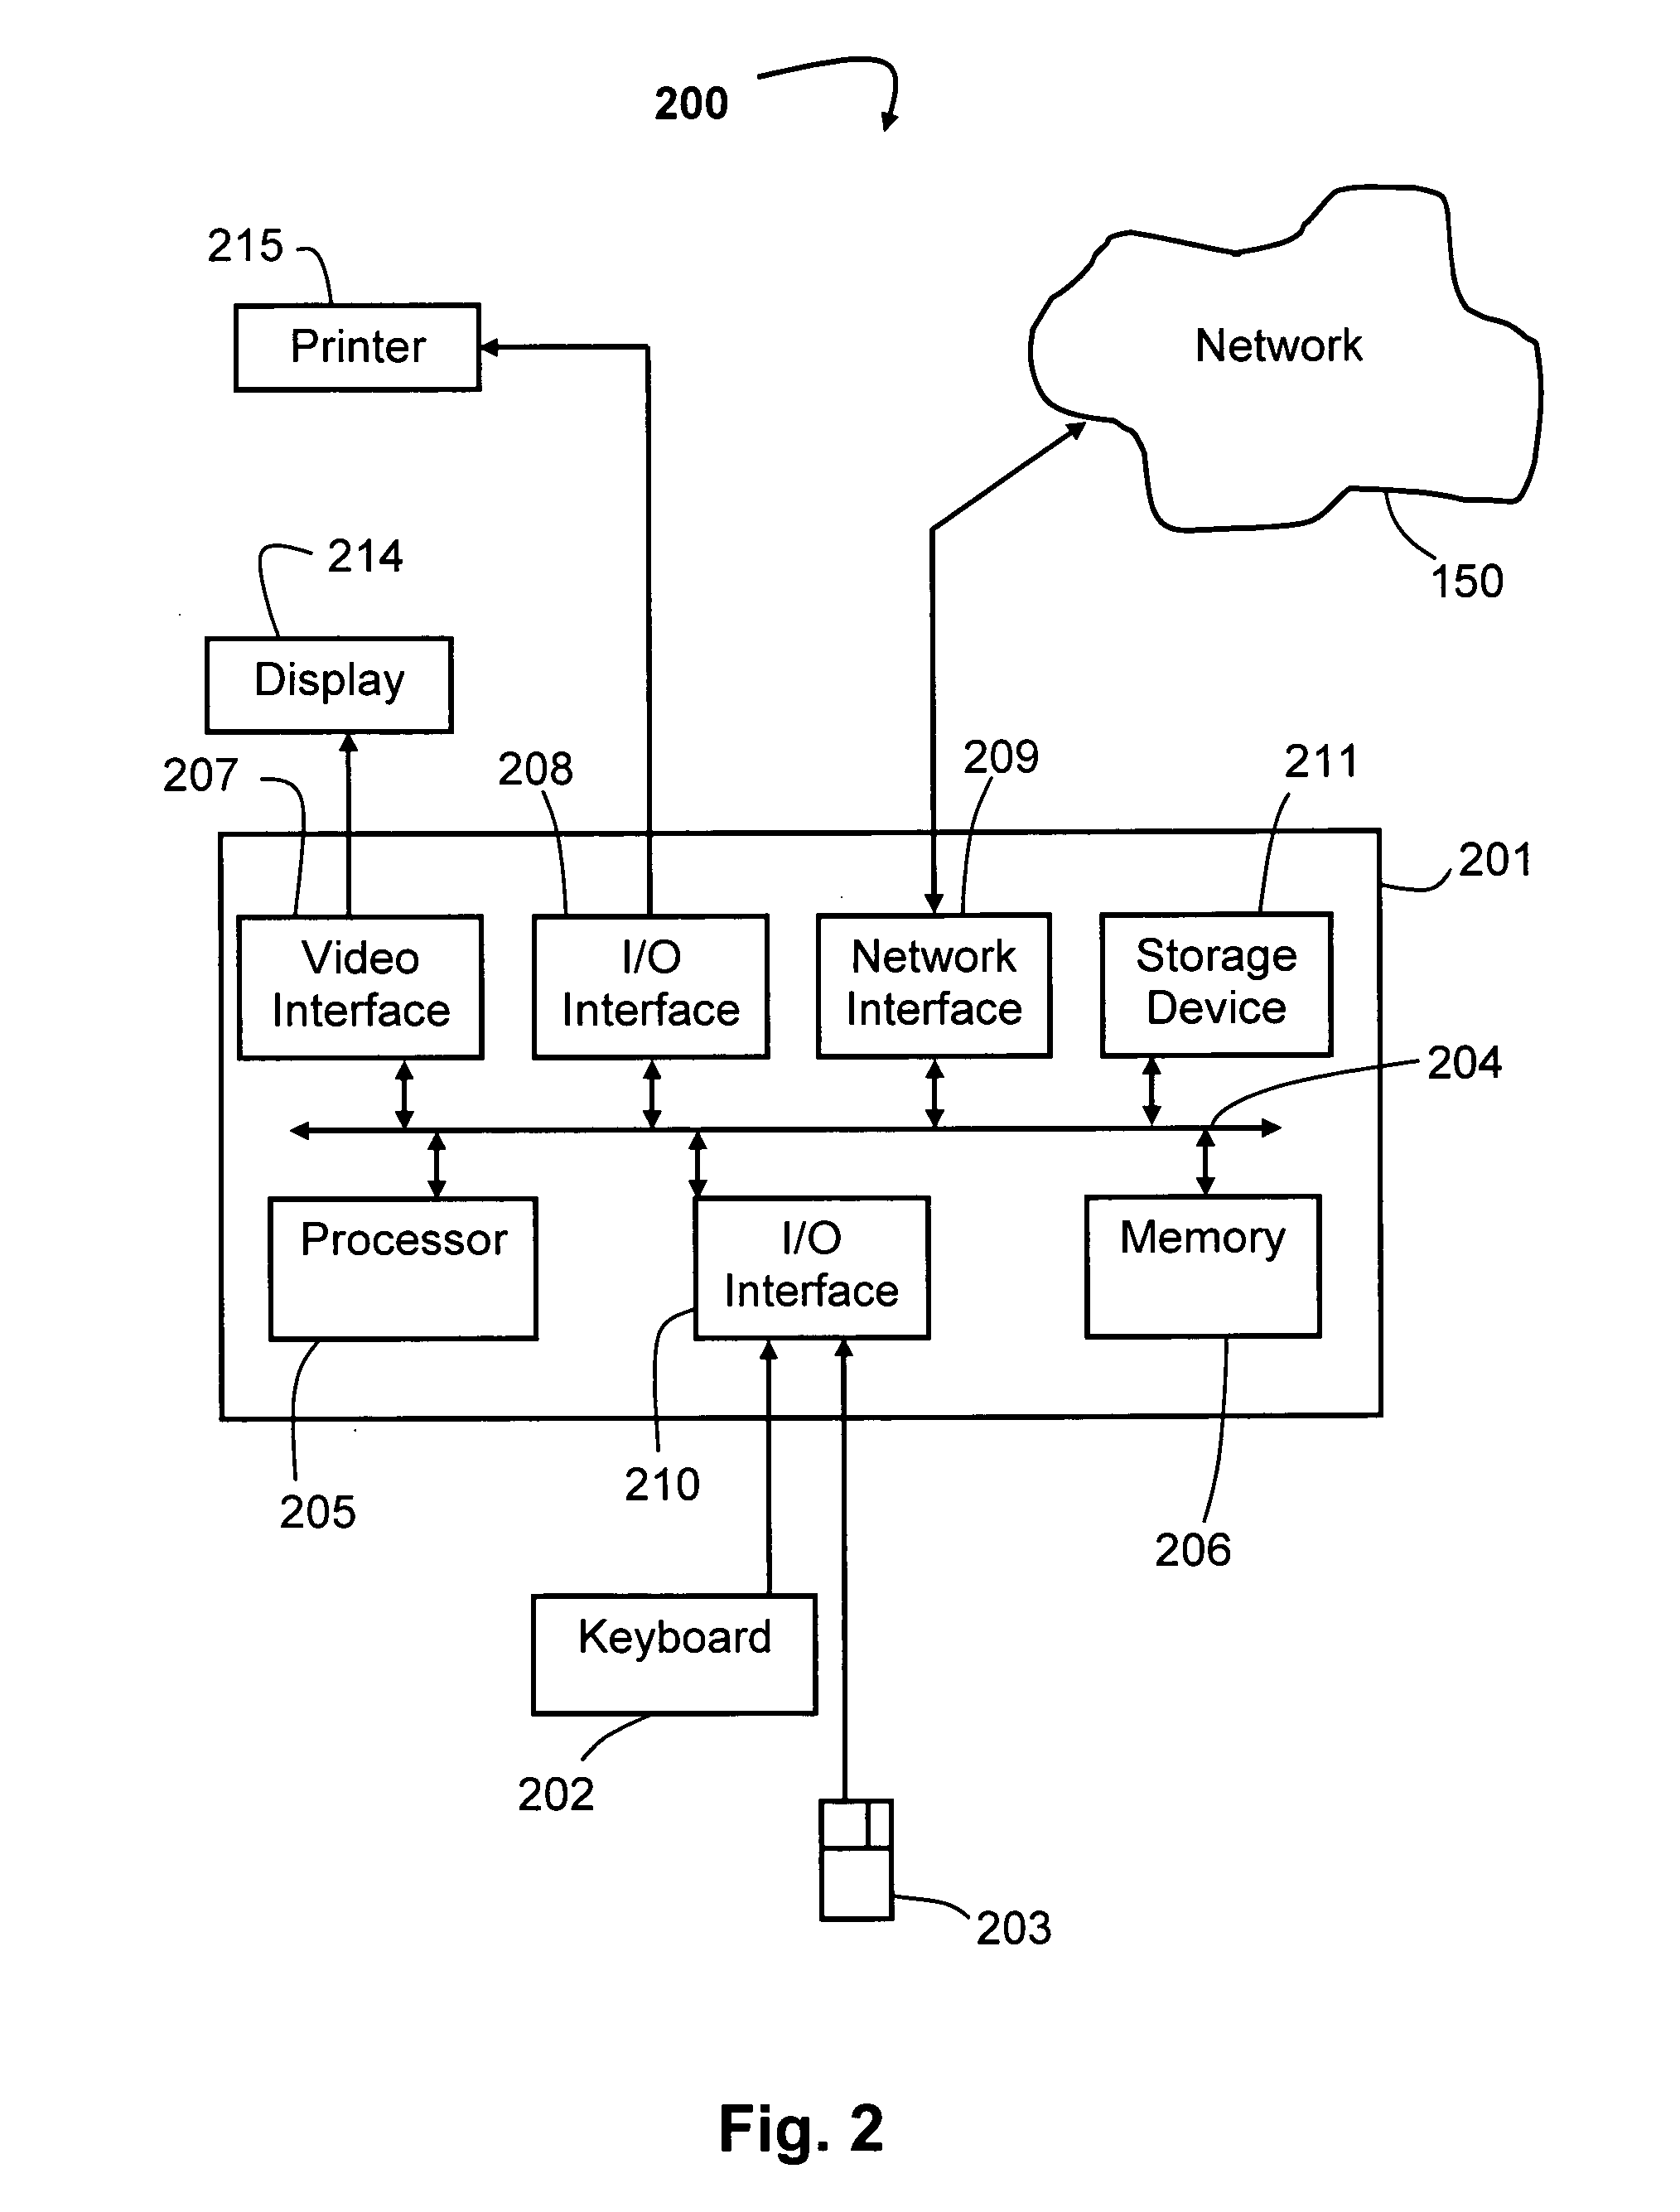 200
215
Printer
Network
150
214
Display
207
208
209
211
201
Video
Interface
I/O
Interface
Network
Interface
Storage
Device
204
Processor
I/O
Interface
Memory
210
205
206
Keyboard
202
203
Fig. 2